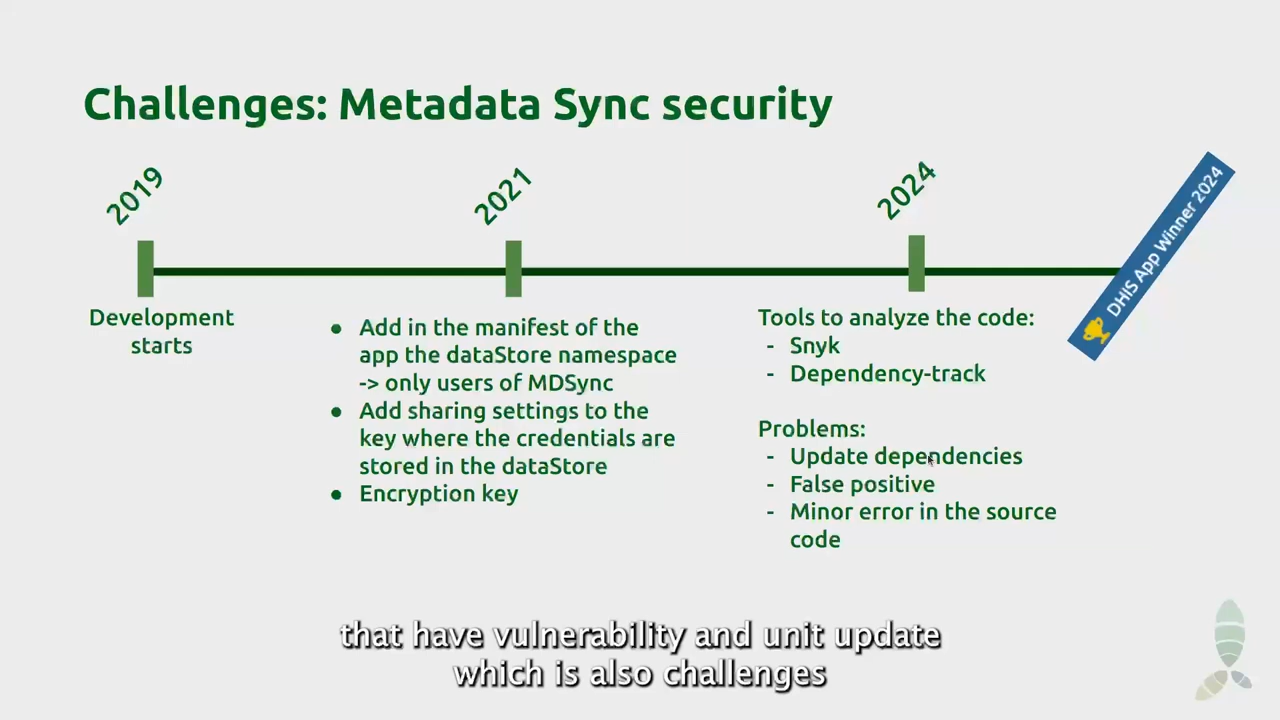 Challenges: Metadata Sync security
2019
2021
2024
DHIS App Winner 2024
Development
starts
● Add in the manifest of the
app the dataStore namespace
-> only users of MDSync
● Add sharing settings to the
key where the credentials are
stored in the dataStore
● Encryption key
Tools to analyze the code:
- Snyk
- Dependency-track
Problems:
- Update dependencies
- False positive
- Minor error in the source
code
that have vulnerability and unit update
which is also challenges